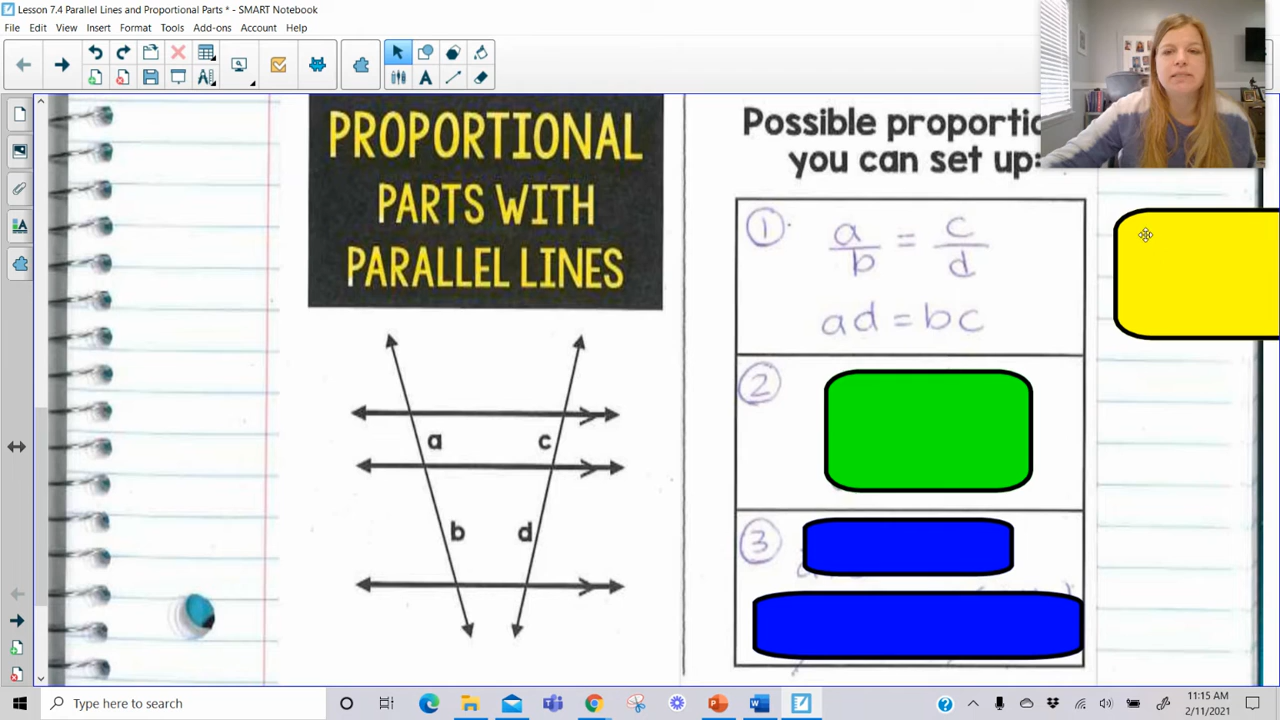 Lesson 7.4 Parallel Lines and Proportional Parts * - SMART Notebook
File Edit View Insert Format Tools Add-ons Account Help
PROPORTIONAL
PARTS WITH
PARALLEL LINES
a c
b d
Possible
you can set up:
1
a/b = c/d
ad = bc
2
3
Type here to search
11:15 AM
2/11/2021